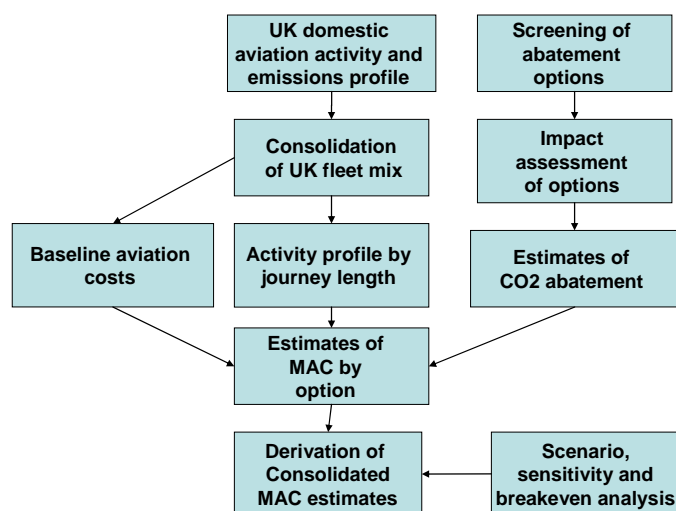 UK domestic
aviation activity and
emissions profile
Screening of
abatement
options
Consolidation
of UK fleet mix
Impact
assessment
of options
Baseline aviation
costs
Activity profile by
journey length
Estimates of
CO2 abatement
Estimates of
MAC by
option
Derivation of
Consolidated
MAC estimates
Scenario,
sensitivity and
breakeven analysis